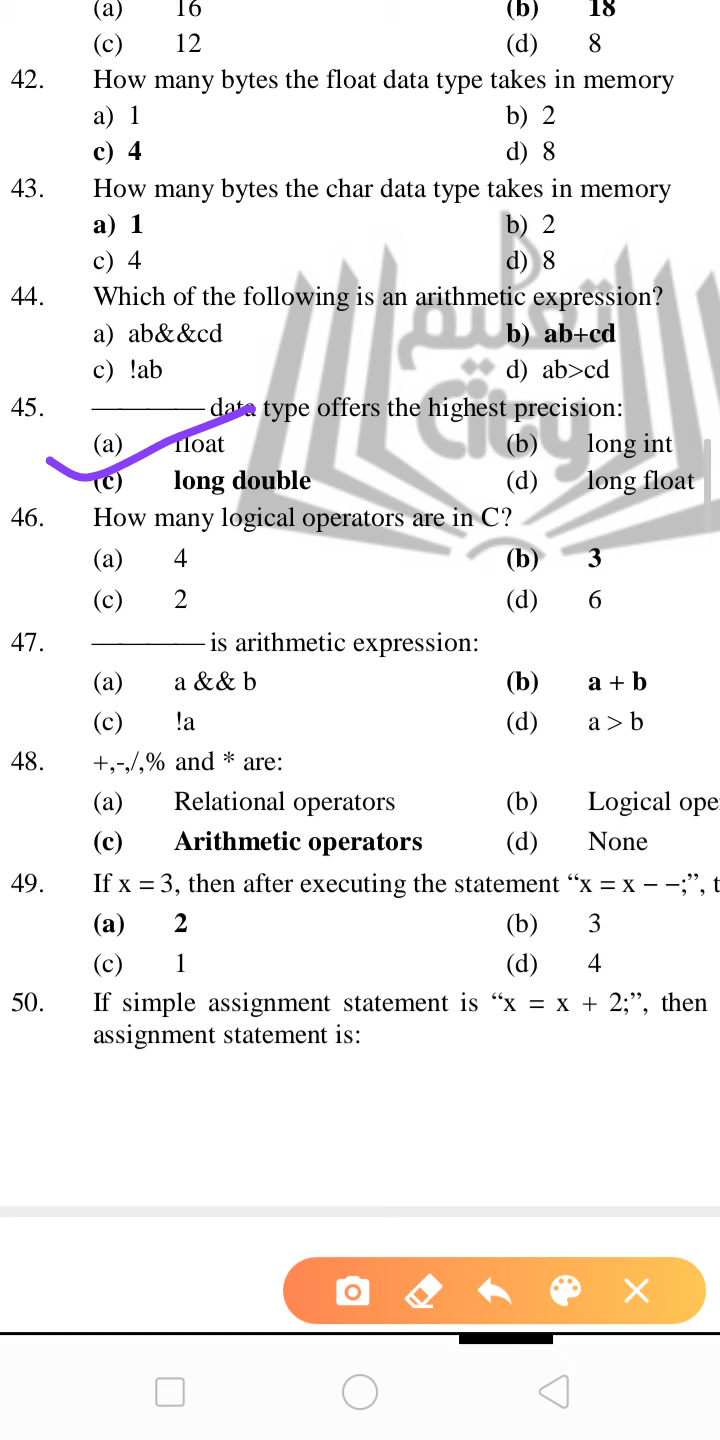 (a) 16 (b) 18
(c) 12 (d) 8
42. How many bytes the float data type takes in memory
a) 1 b) 2
c) 4 d) 8
43. How many bytes the char data type takes in memory
a) 1 b) 2
c) 4 d) 8
44. Which of the following is an arithmetic expression?
a) ab&&cd b) ab+cd
c) !ab d) ab>cd
45. ________ data type offers the highest precision:
(a) float (b) long int
(c) long double (d) long float
46. How many logical operators are in C?
(a) 4 (b) 3
(c) 2 (d) 6
47. ________ is arithmetic expression:
(a) a && b (b) a + b
(c) !a (d) a > b
48. +,-,/,% and * are:
(a) Relational operators (b) Logical ope
(c) Arithmetic operators (d) None
49. If x = 3, then after executing the statement “x = x – –;”, t
(a) 2 (b) 3
(c) 1 (d) 4
50. If simple assignment statement is “x = x + 2;”, then
assignment statement is:
تعلیم
City